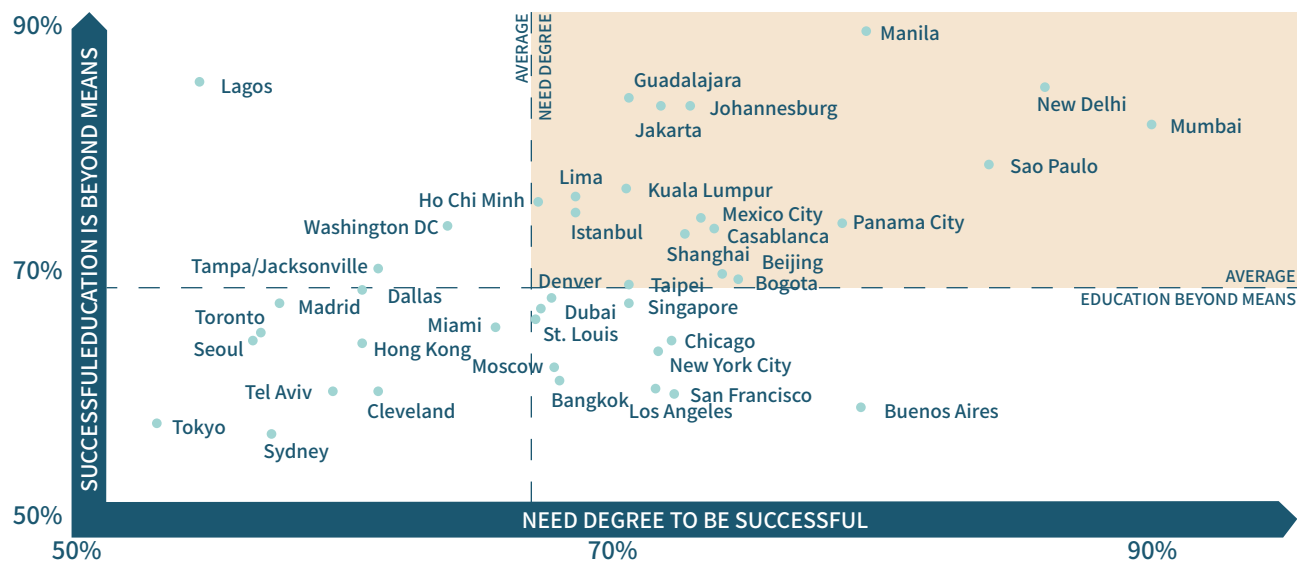 90%
SUCCESSFULEDUCATION IS BEYOND MEANS
AVERAGE
NEED DEGREE
Manila
Lagos
Guadalajara
New Delhi
Johannesburg
Jakarta
Mumbai
Sao Paulo
Lima
Kuala Lumpur
Ho Chi Minh
Mexico City
Panama City
Washington DC
Istanbul
Casablanca
Shanghai
Beijing
70%
Tampa/Jacksonville
Denver
Taipei
Bogota
AVERAGE
EDUCATION BEYOND MEANS
Dallas
Madrid
Dubai
Singapore
Toronto
Miami
St. Louis
Seoul
Hong Kong
Chicago
Moscow
New York City
Tel Aviv
San Francisco
Bangkok
Cleveland
Los Angeles
Buenos Aires
Tokyo
Sydney
50%
NEED DEGREE TO BE SUCCESSFUL
50%
70%
90%